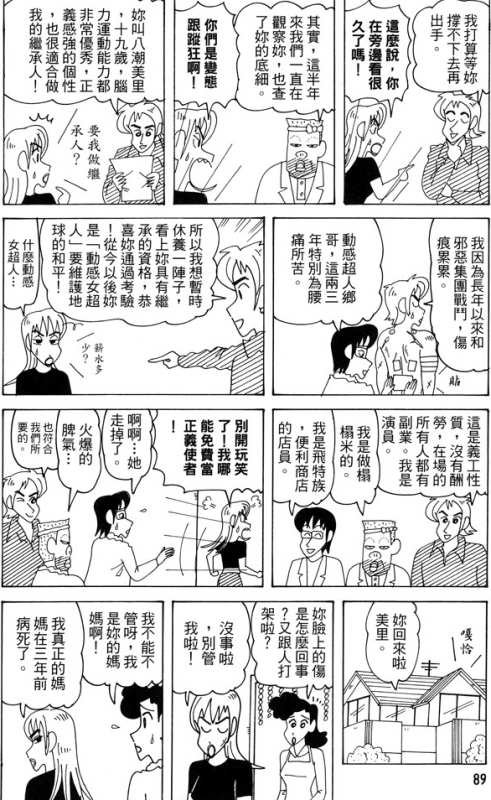 我打算等妳
撐不下去再
出手。
這麼說，你
在旁邊看很
久了嗎！
其實，這半年
來我們一直在
觀察妳，也查
了妳的底細。
你們是變態
跟蹤狂啊！
妳叫八潮美里
，十九歲，腦
力運動能力都
非常優秀，正
義感強的個性
，也很適合做
我的繼承人！
要我做繼
承人？
我因為長年以來和
邪惡集團戰鬥，傷
痕累累。
貼
動感超人鄉
哥，這兩三
年特別為腰
痛所苦。
所以我想暫時
休養一陣子，
看上妳具有繼
承的資格，恭
喜妳通過考驗
！從今以後妳
是「動感女超
人」要維護地
球的和平！
什麼動感
女超人…
薪水多
少？
這是義工性
質，沒有酬
勞，在場的
所有人都有
副業。我是
演員。
我是做榻
榻米的。
我是飛特族
，便利商店
的店員。
別開玩笑
了！我哪
能免費當
正義使者
！
啊啊…她
走掉了。
火爆的
脾氣…
也符合
我們所
要的。
嘎恰
妳回來啦
美里。
妳臉上的傷
是怎麼回事
？又跟人打
架啦？
沒事啦
，別管
我啦！
我不能不
管呀，我
是妳的媽
媽啊！
我真正的媽
媽在三年前
病死了。
89